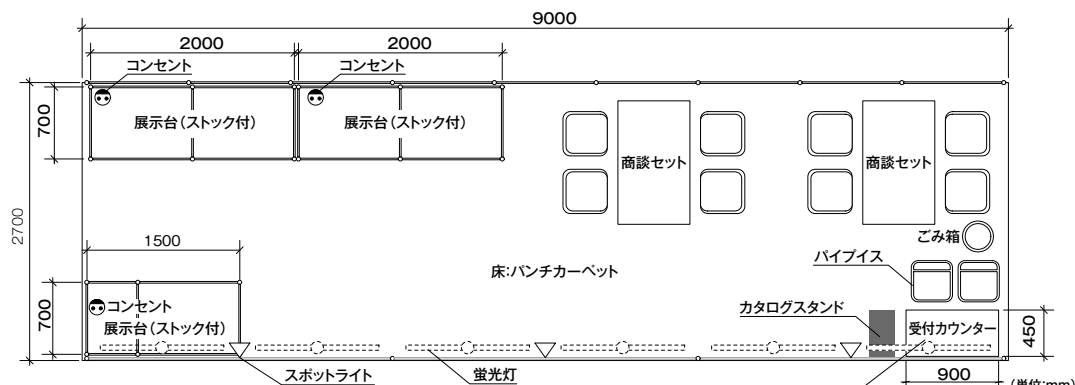 9000
2000
2000
コンセント
コンセント
700
展示台（ストック付）
展示台（ストック付）
商談セット
商談セット
2700
ごみ箱
1500
パイプイス
床:パンチカーペット
700
コンセント
展示台（ストック付）
カタログスタンド
受付カウンター
450
スポットライト
蛍光灯
900
(単位:mm)